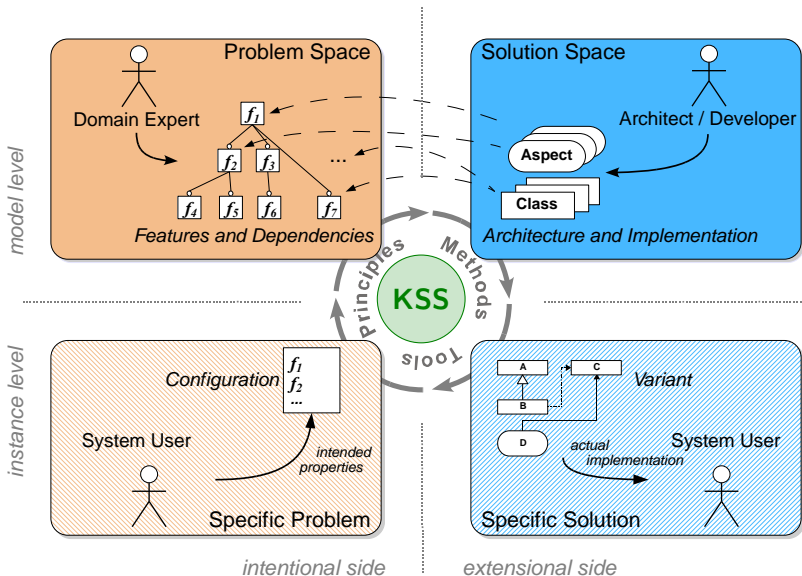 Problem Space
Domain Expert
f1
f2
f3
...
f4
f5
f6
f7
Features and Dependencies
Solution Space
Architect / Developer
Aspect
Class
Architecture and Implementation
model level
instance level
Principles
Methods
Tools
KSS
Configuration
f1
f2
...
System User
intended
properties
Specific Problem
A
C
B
D
Variant
actual
implementation
System User
Specific Solution
intentional side
extensional side